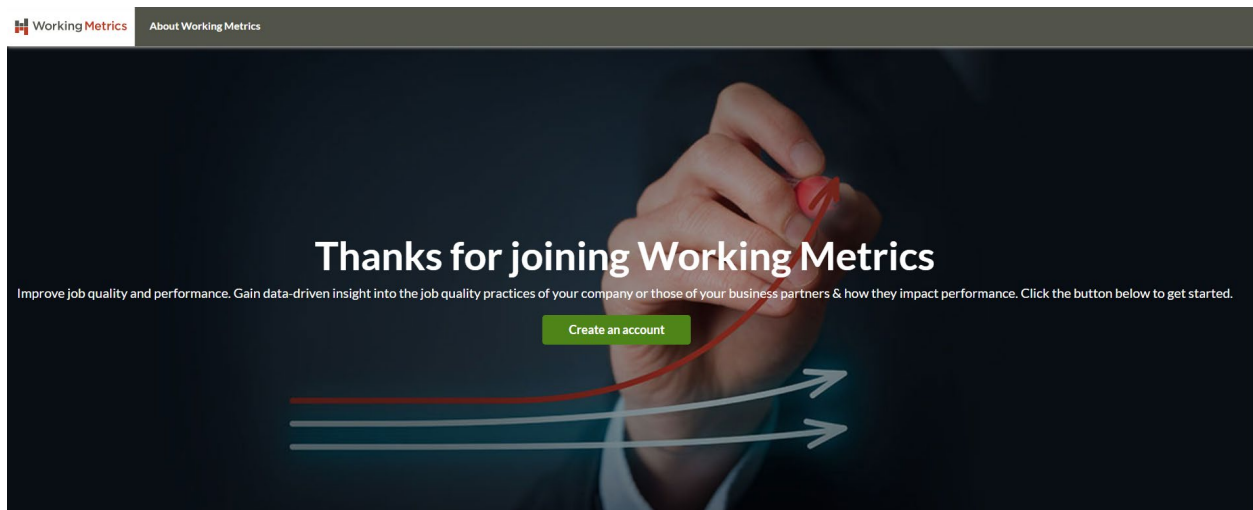 Working Metrics
About Working Metrics
Thanks for joining Working Metrics
Improve job quality and performance. Gain data-driven insight into the job quality practices of your company or those of your business partners & how they impact performance. Click the button below to get started.
Create an account